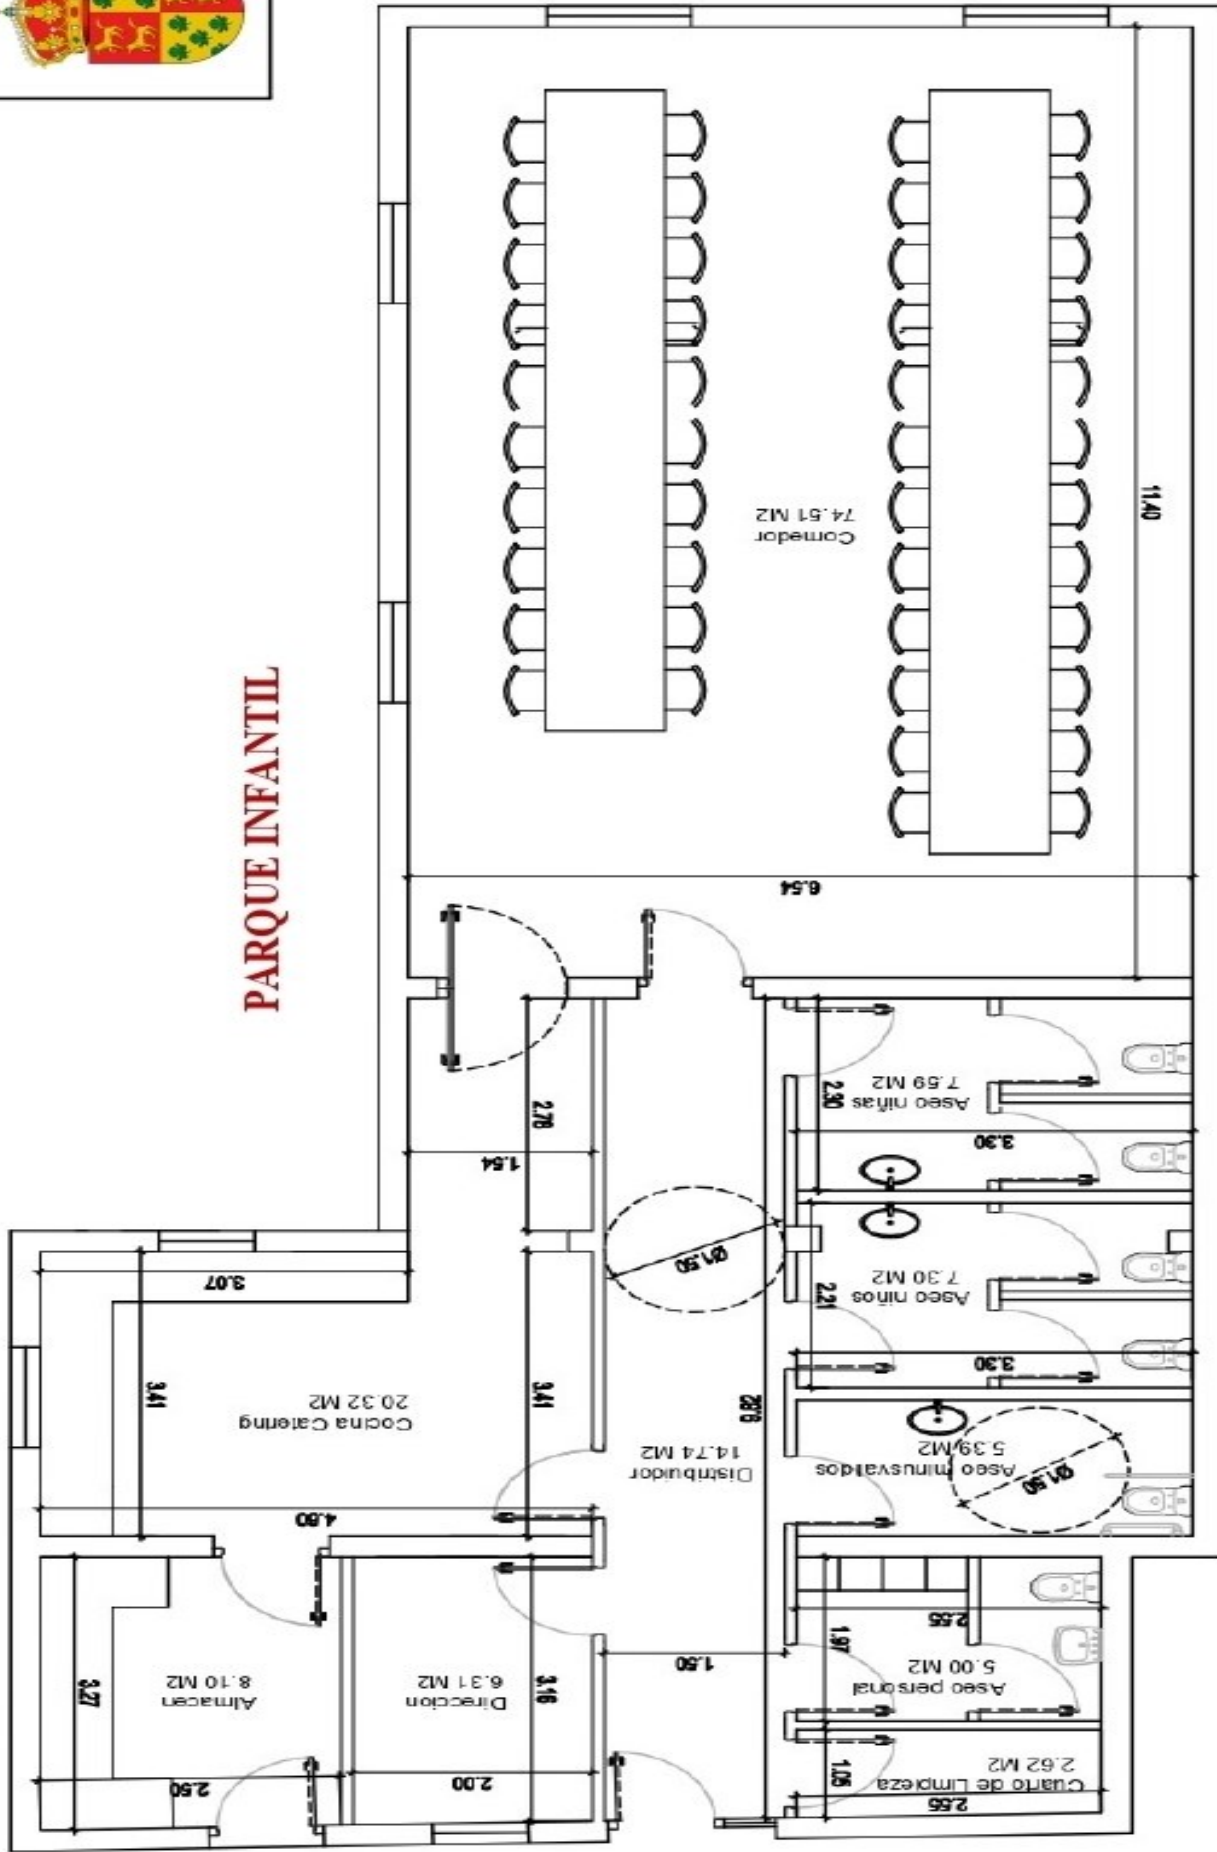 PARQUE INFANTIL
Comedor
74.51 M2
11.40
6.54
Aseo niñas
7.59 M2
2.30
3.30
2.78
1.54
Ø1.50
Aseo niños
7.30 M2
2.21
3.30
3.07
3.41
Cocina Catering
20.32 M2
3.41
4.60
Distribuidor
14.74 M2
9.82
Aseo minusvalidos
5.39 M2
Ø1.50
Almacen
8.10 M2
3.27
2.50
Direccion
6.31 M2
3.16
2.00
1.50
Aseo personal
5.00 M2
2.55
1.97
Cuarto de Limpieza
2.62 M2
1.05
2.55